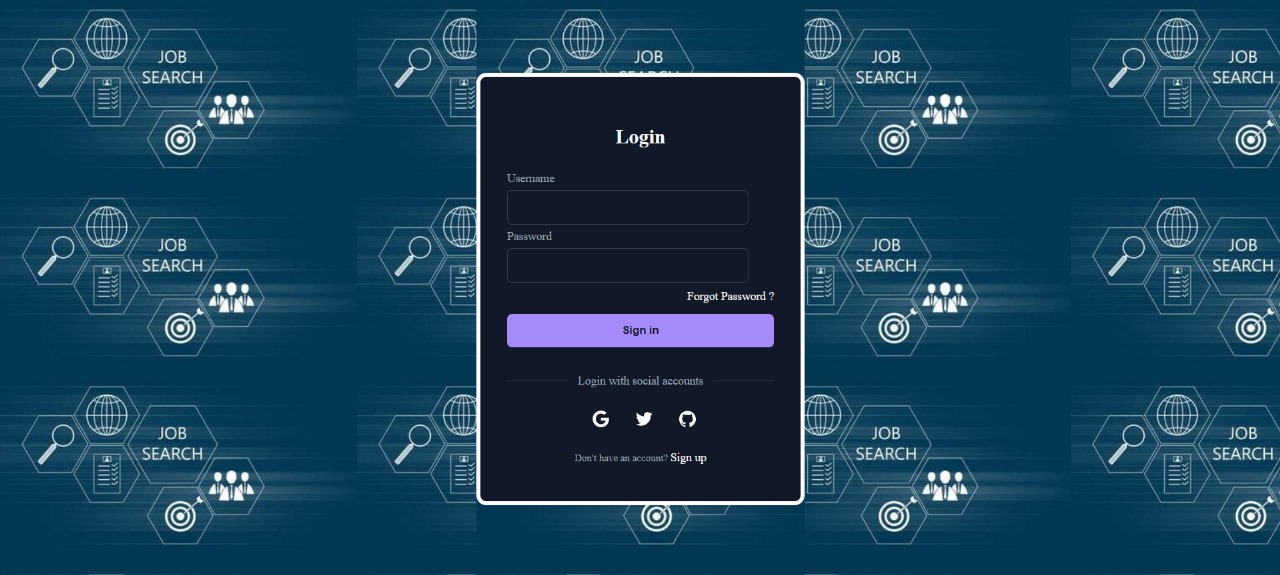 JOB
SEARCH
JOB
SEARCH
JOB
SEARCH
JOB
SEARCH
Login
Username
Password
Forgot Password ?
Sign in
Login with social accounts
Don't have an account? Sign up
JOB
SEARCH
JOB
SEARCH
JOB
SEARCH
JOB
SEARCH
JOB
SEARCH
JOB
SEARCH